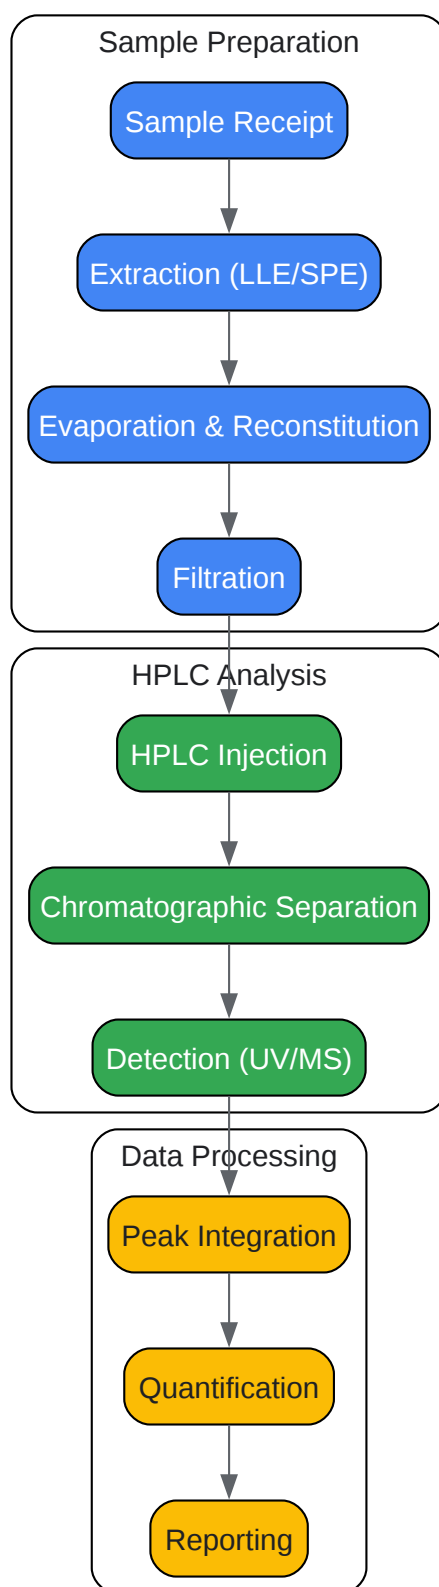 Sample Preparation
Sample Receipt
Extraction (LLE/SPE)
Evaporation & Reconstitution
Filtration
HPLC Analysis
HPLC Injection
Chromatographic Separation
Detection (UV/MS)
Data Processing
Peak Integration
Quantification
Reporting